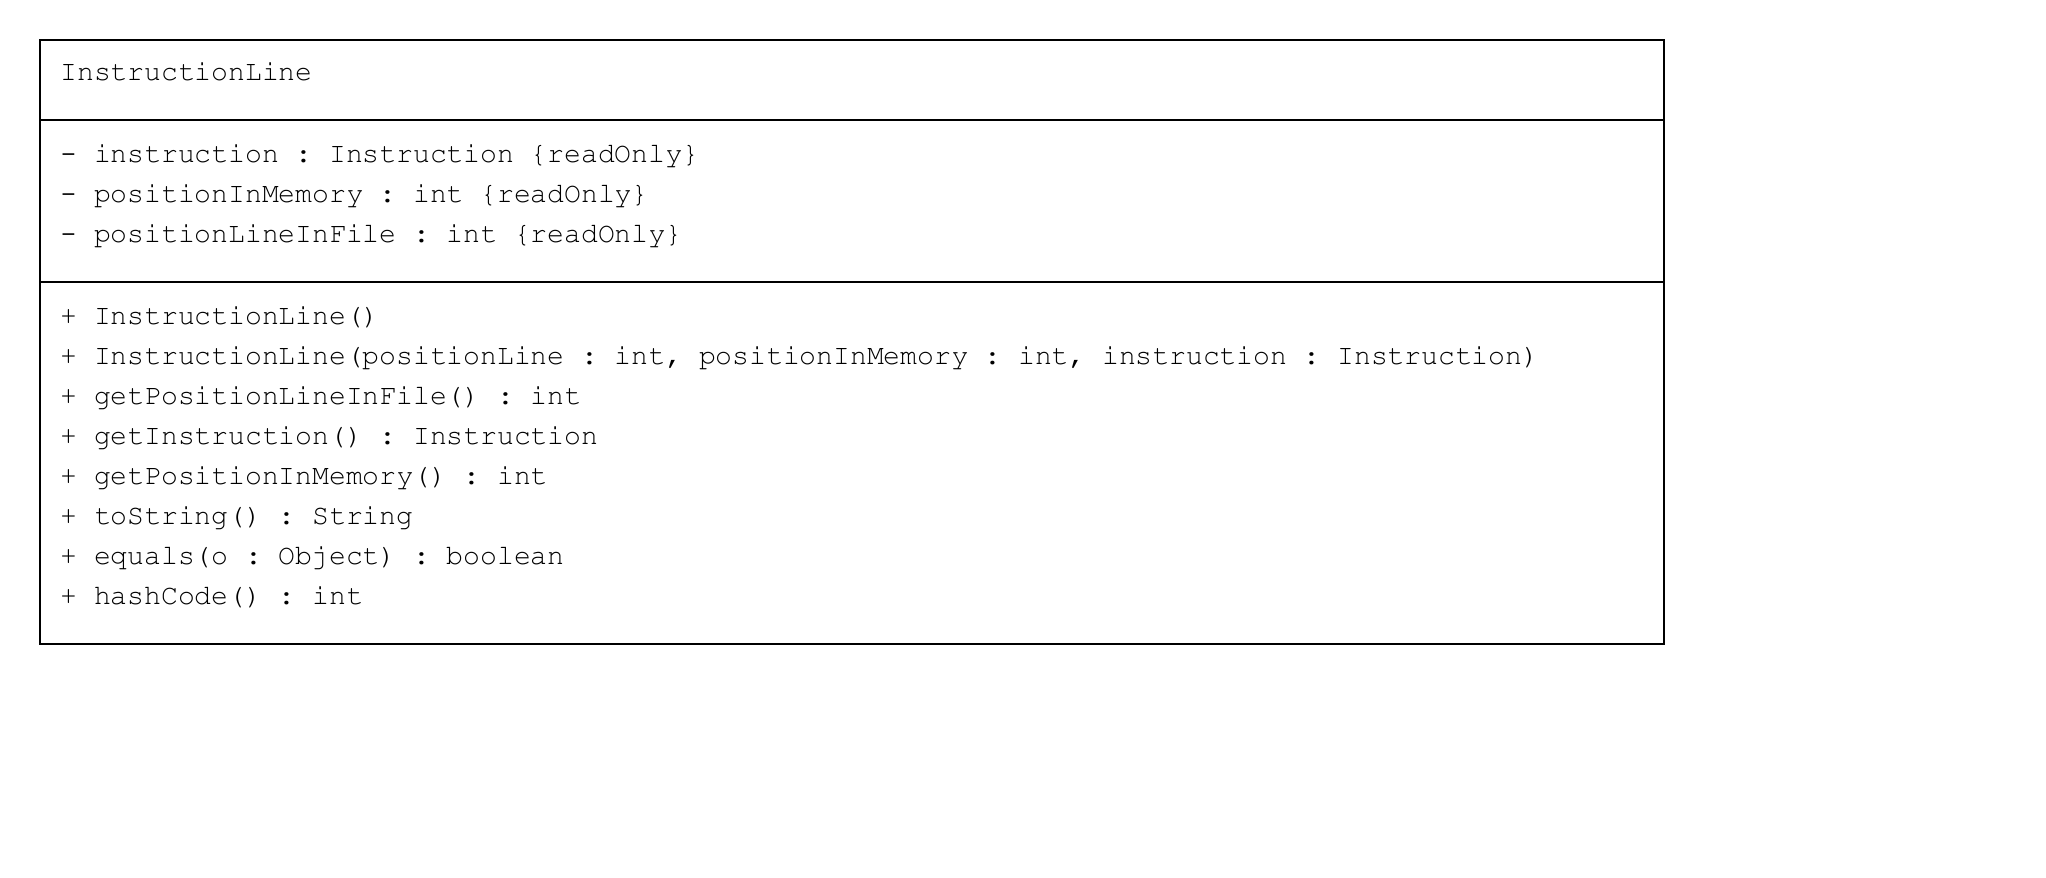 InstructionLine
- instruction : Instruction {readOnly}
- positionInMemory : int {readOnly}
- positionLineInFile : int {readOnly}
+ InstructionLine()
+ InstructionLine(positionLine : int, positionInMemory : int, instruction : Instruction)
+ getPositionLineInFile() : int
+ getInstruction() : Instruction
+ getPositionInMemory() : int
+ toString() : String
+ equals(o : Object) : boolean
+ hashCode() : int